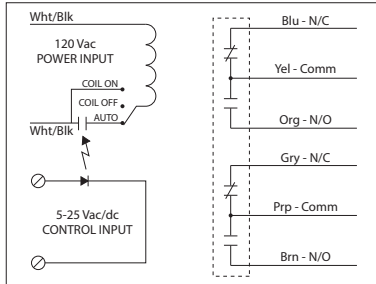 Wht/Blk
120 Vac
POWER INPUT
COIL ON
COIL OFF
AUTO
Wht/Blk
5-25 Vac/dc
CONTROL INPUT
Blu - N/C
Yel - Comm
Org - N/O
Gry - N/C
Prp - Comm
Brn - N/O